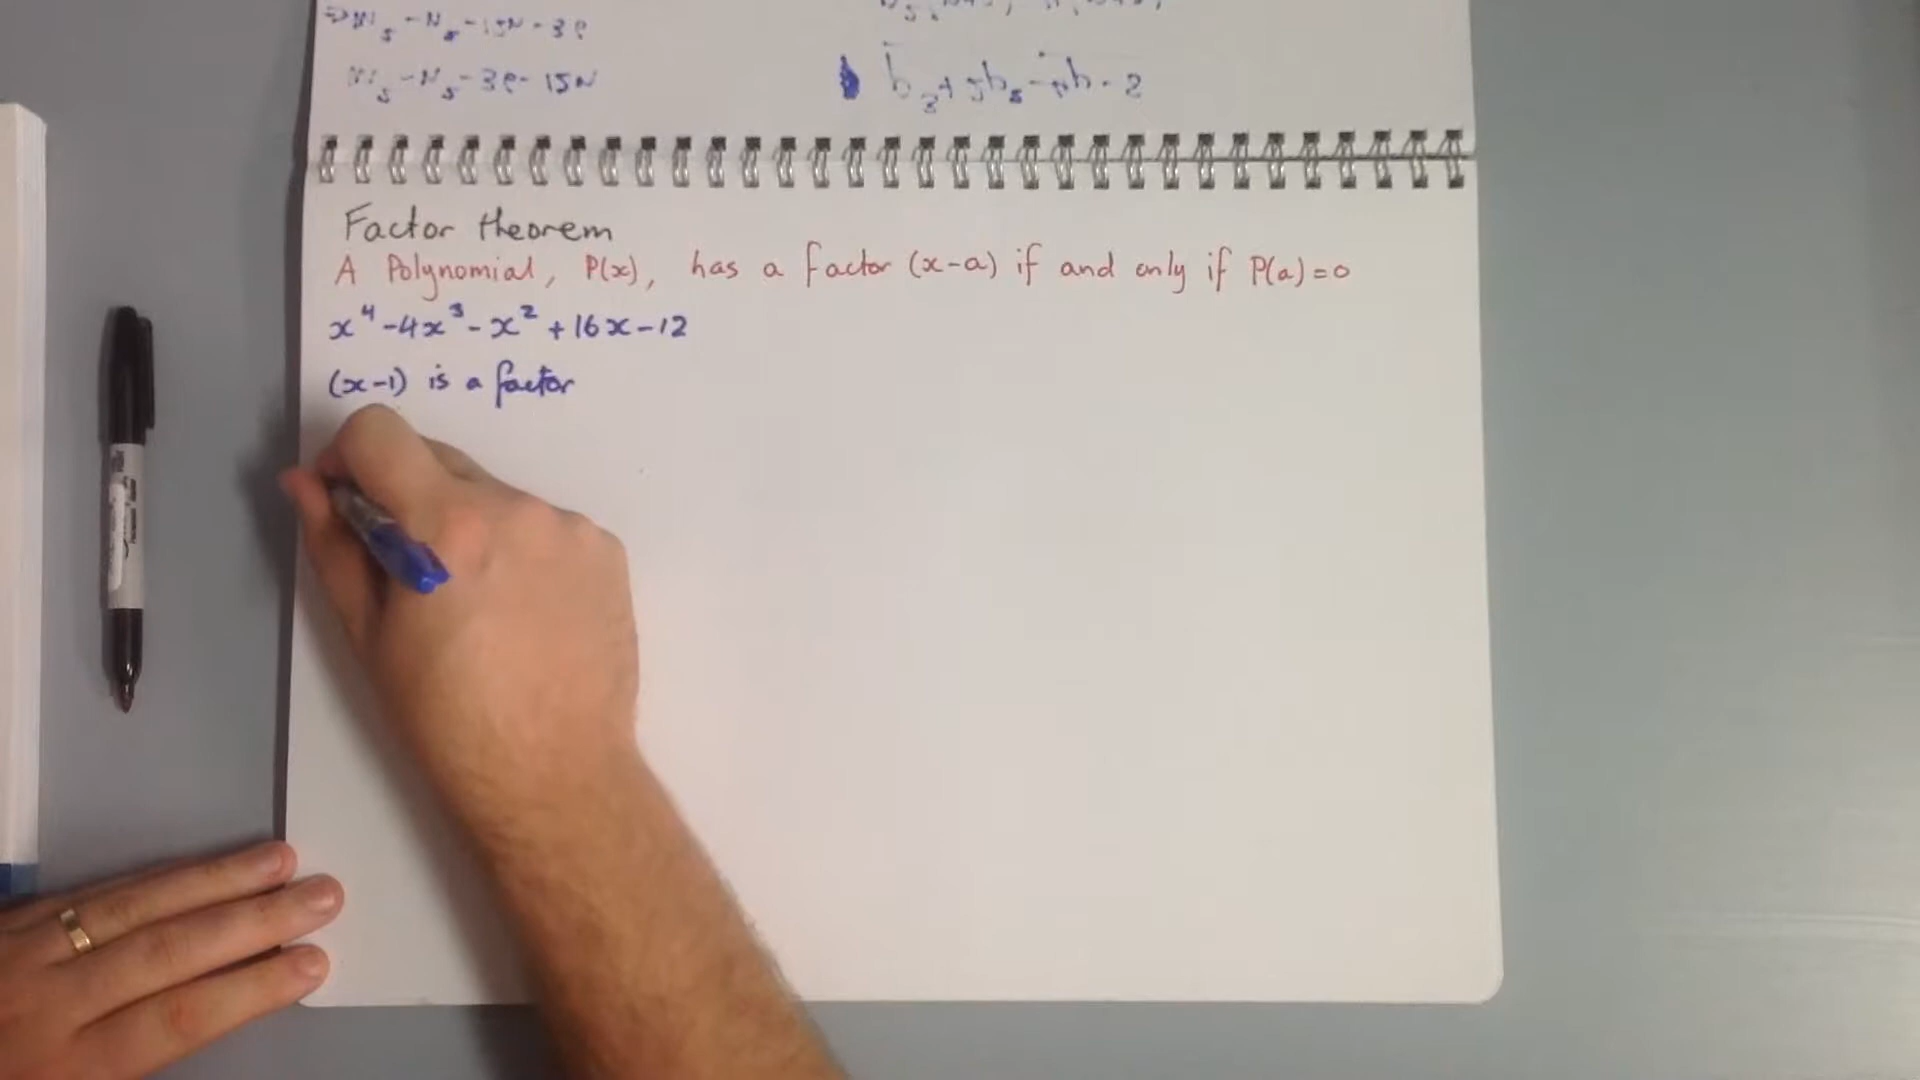 Factor theorem
A Polynomial, P(x), has a factor (x-a) if and only if P(a)=0
x⁴-4x³-x²+16x-12
(x-1) is a factor